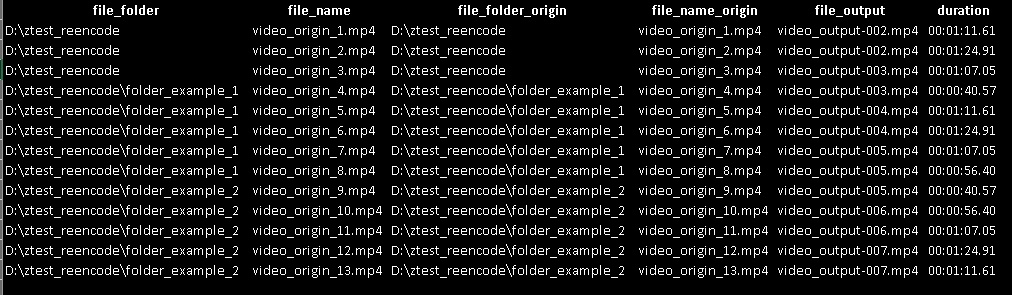 file_folder file_name file_folder_origin file_name_origin file_output duration
D:\ztest_reencode video_origin_1.mp4 D:\ztest_reencode video_origin_1.mp4 video_output-002.mp4 00:01:11.61
D:\ztest_reencode video_origin_2.mp4 D:\ztest_reencode video_origin_2.mp4 video_output-002.mp4 00:01:24.91
D:\ztest_reencode video_origin_3.mp4 D:\ztest_reencode video_origin_3.mp4 video_output-003.mp4 00:01:07.05
D:\ztest_reencode\folder_example_1 video_origin_4.mp4 D:\ztest_reencode\folder_example_1 video_origin_4.mp4 video_output-003.mp4 00:00:40.57
D:\ztest_reencode\folder_example_1 video_origin_5.mp4 D:\ztest_reencode\folder_example_1 video_origin_5.mp4 video_output-004.mp4 00:01:11.61
D:\ztest_reencode\folder_example_1 video_origin_6.mp4 D:\ztest_reencode\folder_example_1 video_origin_6.mp4 video_output-004.mp4 00:01:24.91
D:\ztest_reencode\folder_example_1 video_origin_7.mp4 D:\ztest_reencode\folder_example_1 video_origin_7.mp4 video_output-005.mp4 00:01:07.05
D:\ztest_reencode\folder_example_1 video_origin_8.mp4 D:\ztest_reencode\folder_example_1 video_origin_8.mp4 video_output-005.mp4 00:00:56.40
D:\ztest_reencode\folder_example_2 video_origin_9.mp4 D:\ztest_reencode\folder_example_2 video_origin_9.mp4 video_output-005.mp4 00:00:40.57
D:\ztest_reencode\folder_example_2 video_origin_10.mp4 D:\ztest_reencode\folder_example_2 video_origin_10.mp4 video_output-006.mp4 00:00:56.40
D:\ztest_reencode\folder_example_2 video_origin_11.mp4 D:\ztest_reencode\folder_example_2 video_origin_11.mp4 video_output-006.mp4 00:01:07.05
D:\ztest_reencode\folder_example_2 video_origin_12.mp4 D:\ztest_reencode\folder_example_2 video_origin_12.mp4 video_output-007.mp4 00:01:24.91
D:\ztest_reencode\folder_example_2 video_origin_13.mp4 D:\ztest_reencode\folder_example_2 video_origin_13.mp4 video_output-007.mp4 00:01:11.61